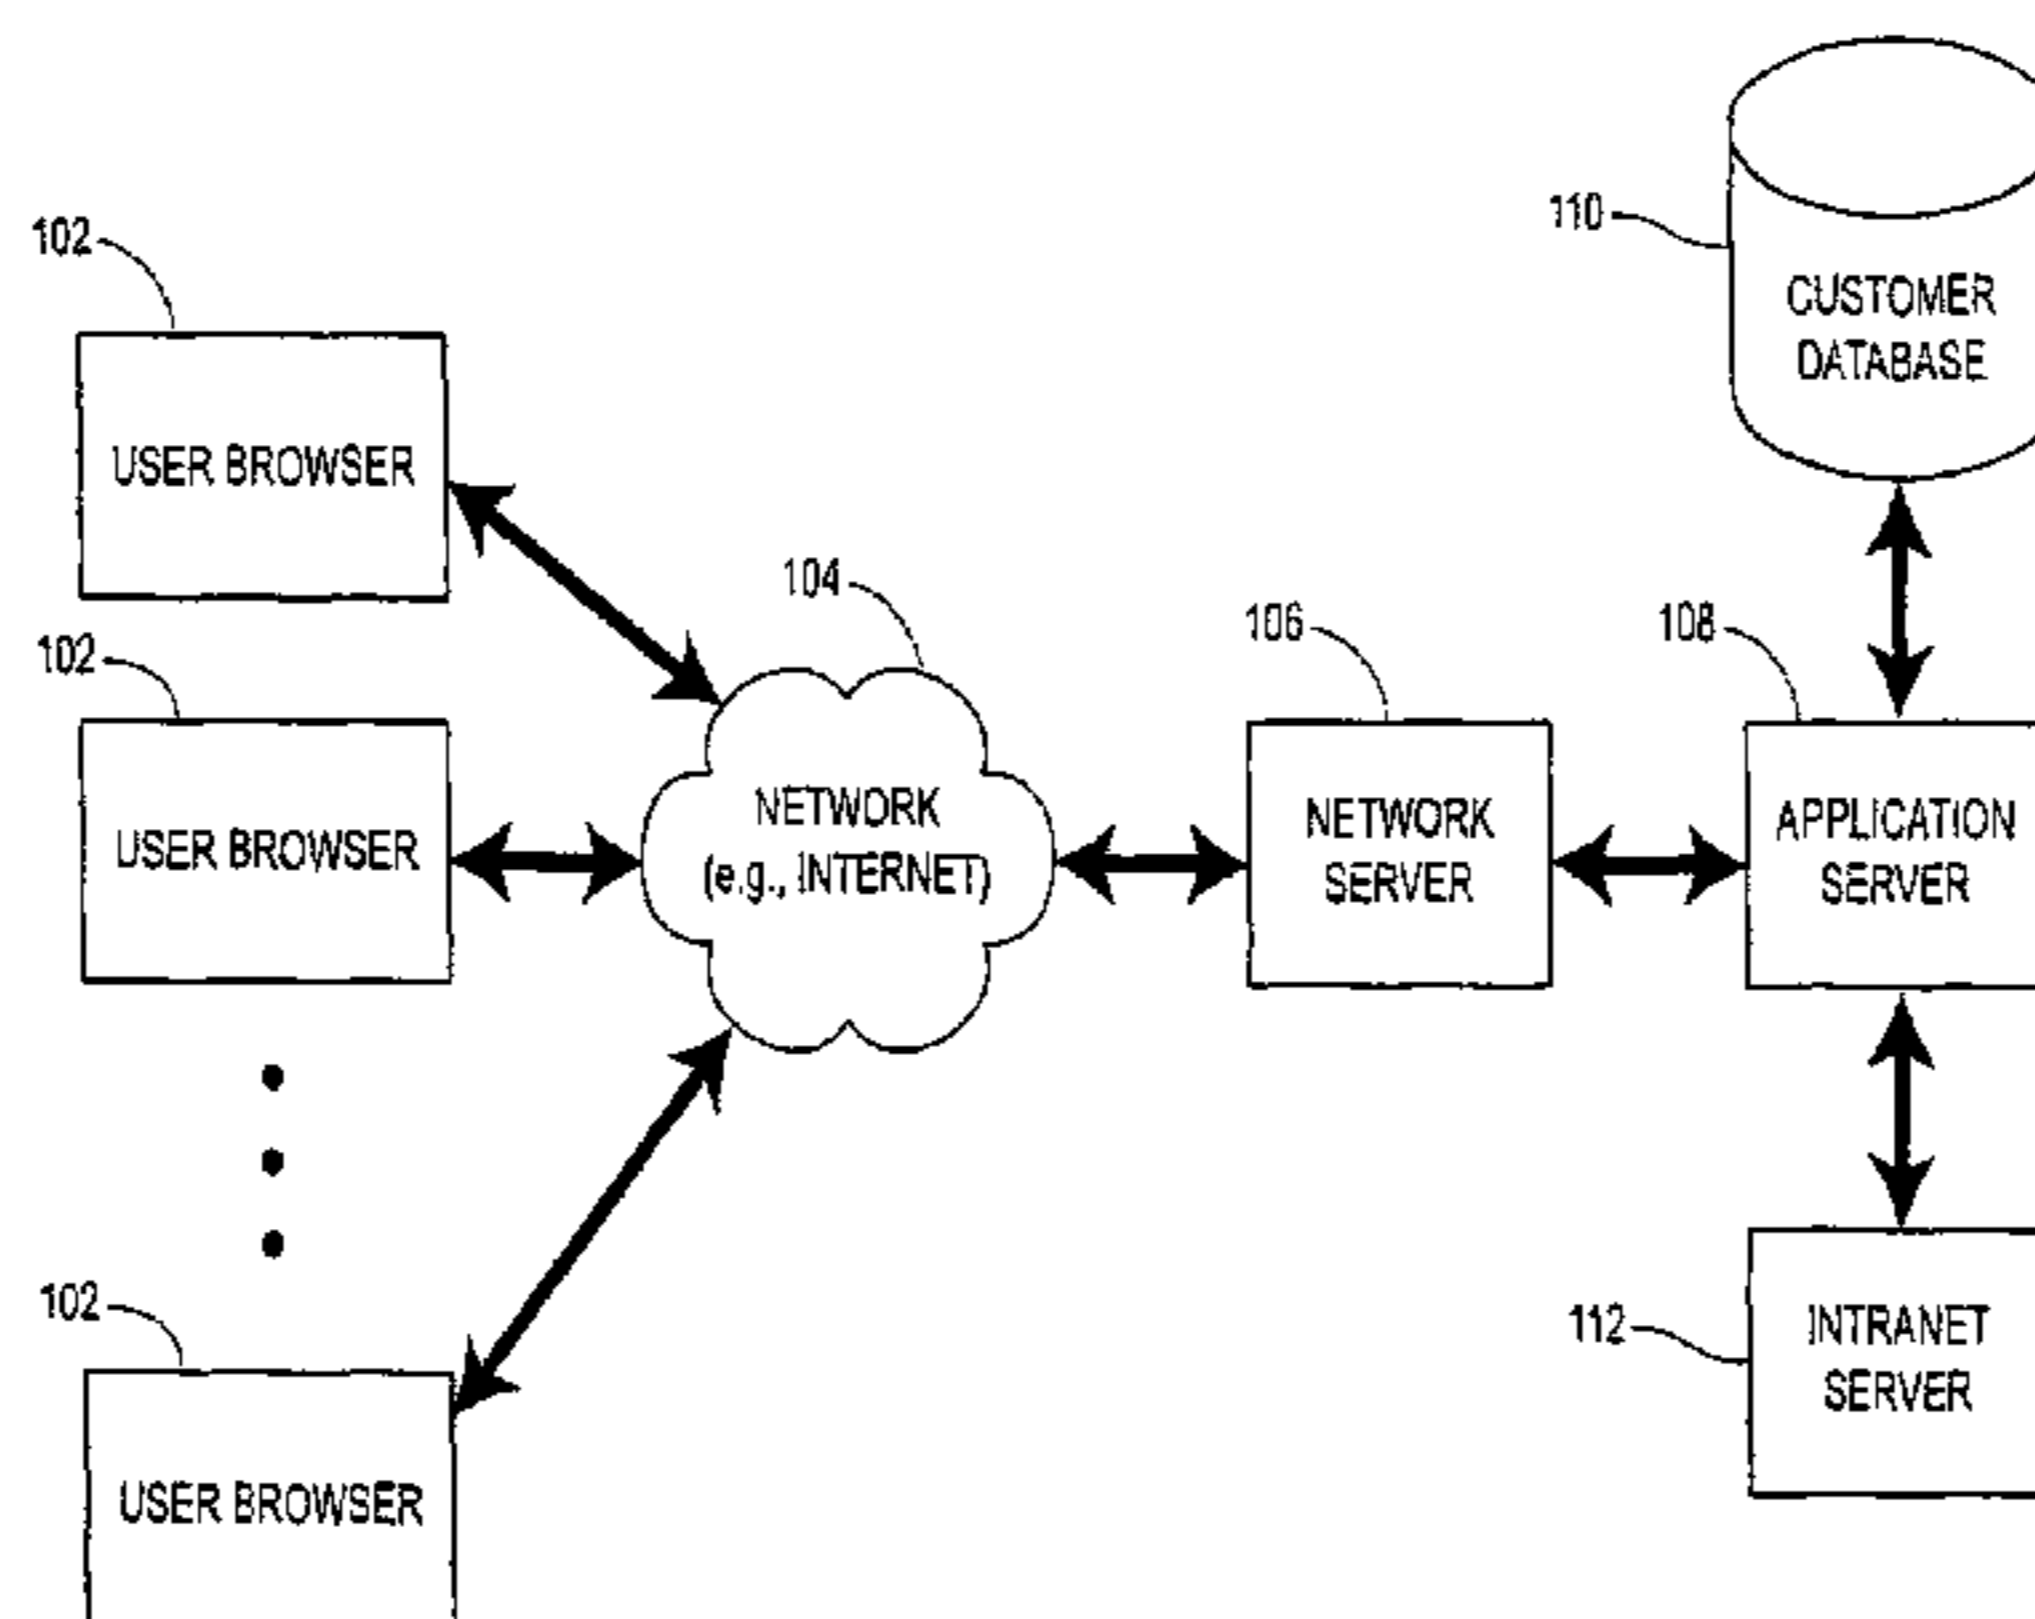 110
CUSTOMER
DATABASE
102
USER BROWSER
104
106
108
102
USER BROWSER
NETWORK
(e.g., INTERNET)
NETWORK
SERVER
APPLICATION
SERVER
102
USER BROWSER
112
INTRANET
SERVER